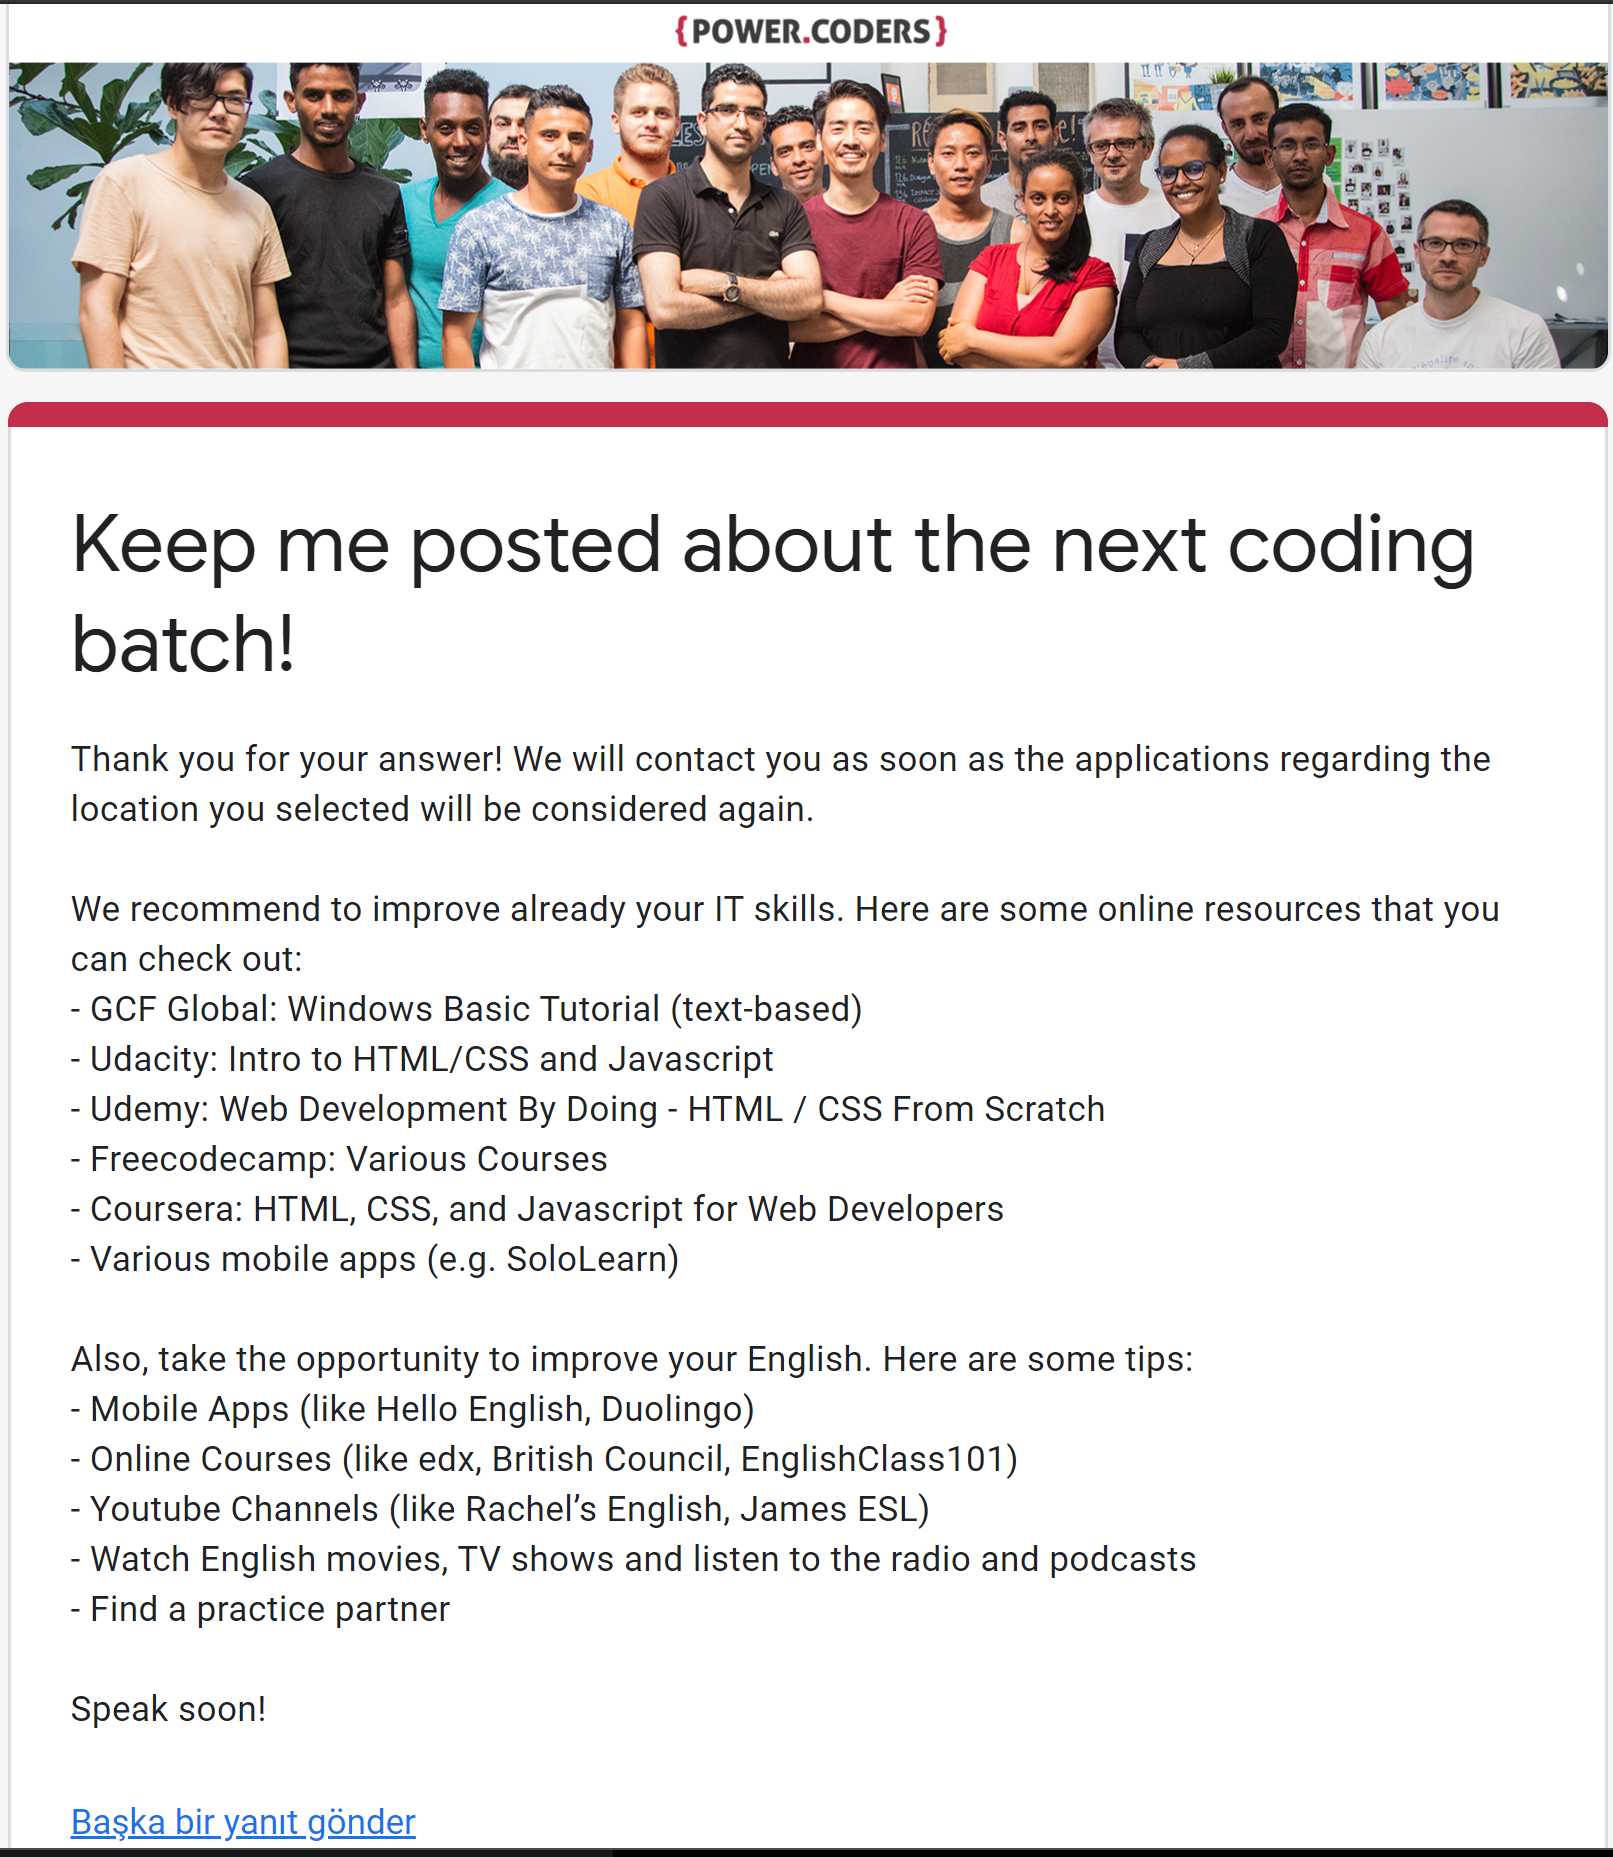 {POWER.CODERS}
Keep me posted about the next coding
batch!
Thank you for your answer! We will contact you as soon as the applications regarding the
location you selected will be considered again.
We recommend to improve already your IT skills. Here are some online resources that you
can check out:
- GCF Global: Windows Basic Tutorial (text-based)
- Udacity: Intro to HTML/CSS and Javascript
- Udemy: Web Development By Doing - HTML / CSS From Scratch
- Freecodecamp: Various Courses
- Coursera: HTML, CSS, and Javascript for Web Developers
- Various mobile apps (e.g. SoloLearn)
Also, take the opportunity to improve your English. Here are some tips:
- Mobile Apps (like Hello English, Duolingo)
- Online Courses (like edx, British Council, EnglishClass101)
- Youtube Channels (like Rachel’s English, James ESL)
- Watch English movies, TV shows and listen to the radio and podcasts
- Find a practice partner
Speak soon!
Başka bir yanıt gönder